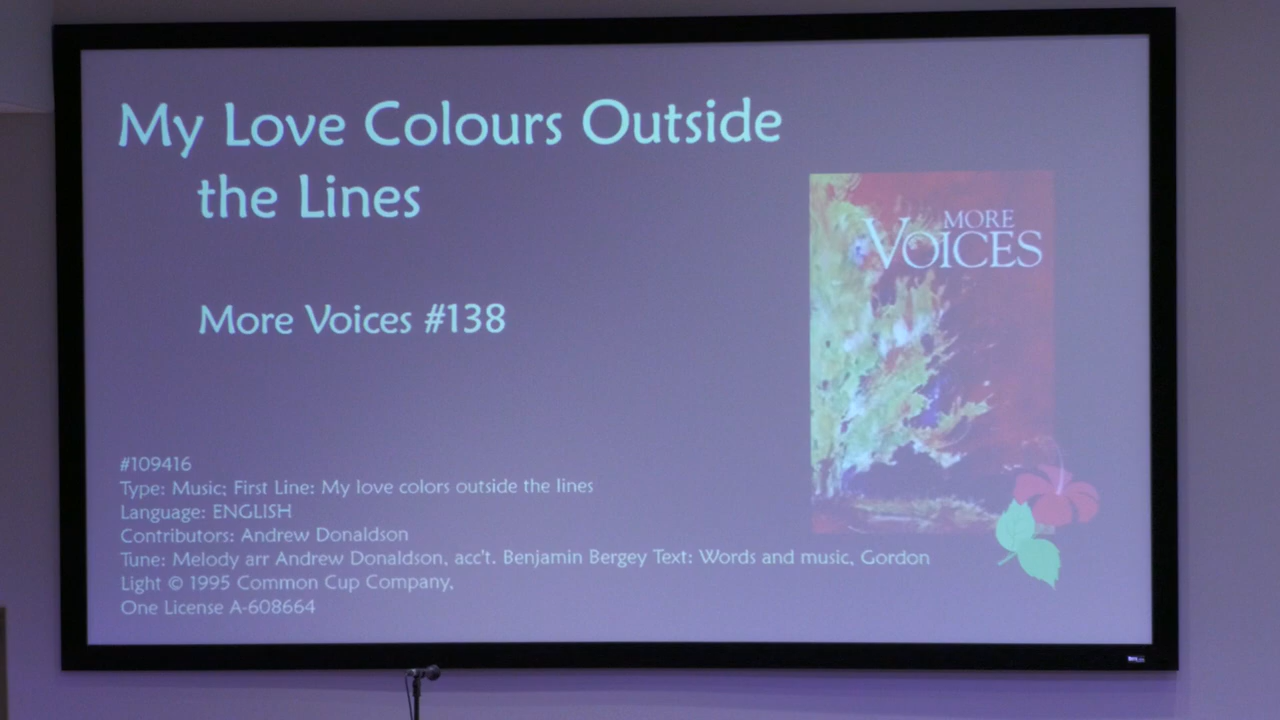 My Love Colours Outside
the Lines
MORE
VOICES
More Voices #138
#109416
Type: Music; First Line: My love colors outside the lines
Language: ENGLISH
Contributors: Andrew Donaldson
Tune: Melody arr Andrew Donaldson, acc't. Benjamin Bergey Text: Words and music, Gordon
Light © 1995 Common Cup Company,
One License A-608664